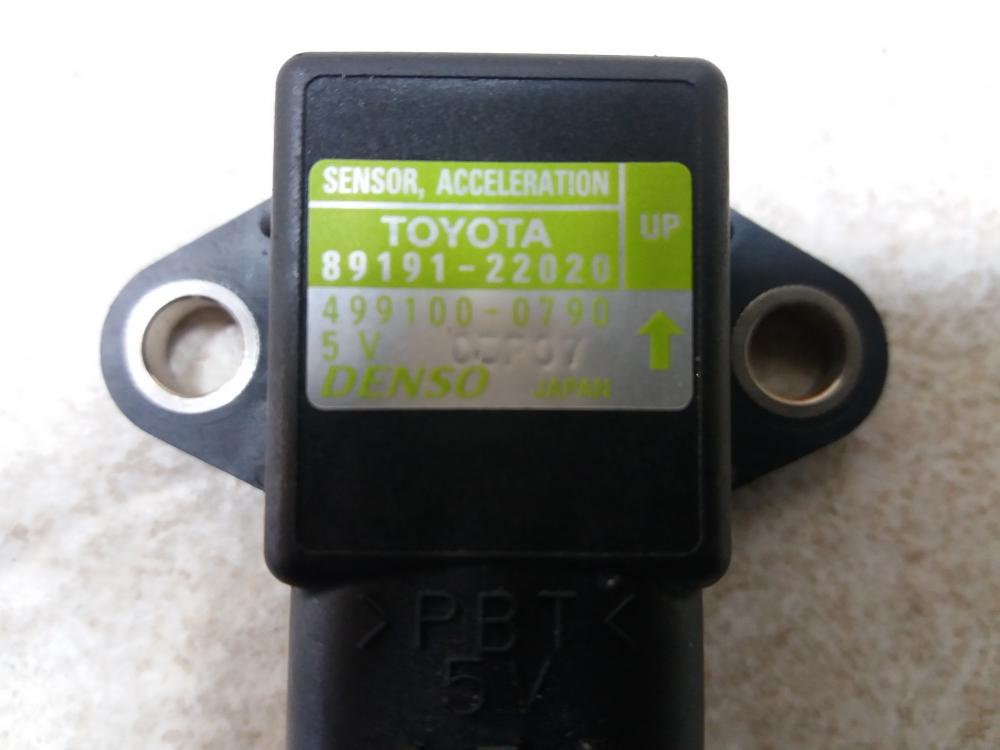 SENSOR, ACCELERATION
UP
TOYOTA
89191-22020
499100-0790
5 V
DENSO JAPAN
>PBT<
5V